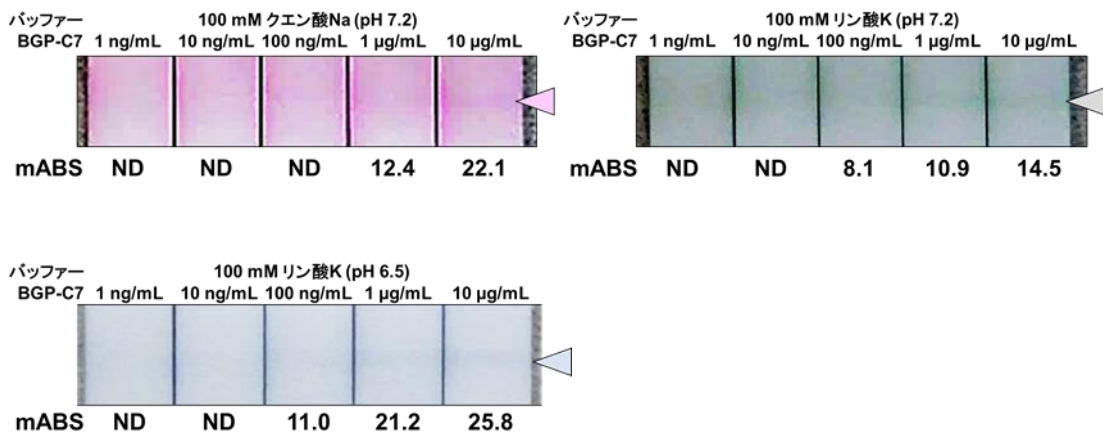 バッファー 100 mM クエン酸Na (pH 7.2)
BGP-C7 1 ng/mL 10 ng/mL 100 ng/mL 1 µg/mL 10 µg/mL
mABS ND ND ND 12.4 22.1
バッファー 100 mM リン酸K (pH 7.2)
BGP-C7 1 ng/mL 10 ng/mL 100 ng/mL 1 µg/mL 10 µg/mL
mABS ND ND 8.1 10.9 14.5
バッファー 100 mM リン酸K (pH 6.5)
BGP-C7 1 ng/mL 10 ng/mL 100 ng/mL 1 µg/mL 10 µg/mL
mABS ND ND 11.0 21.2 25.8